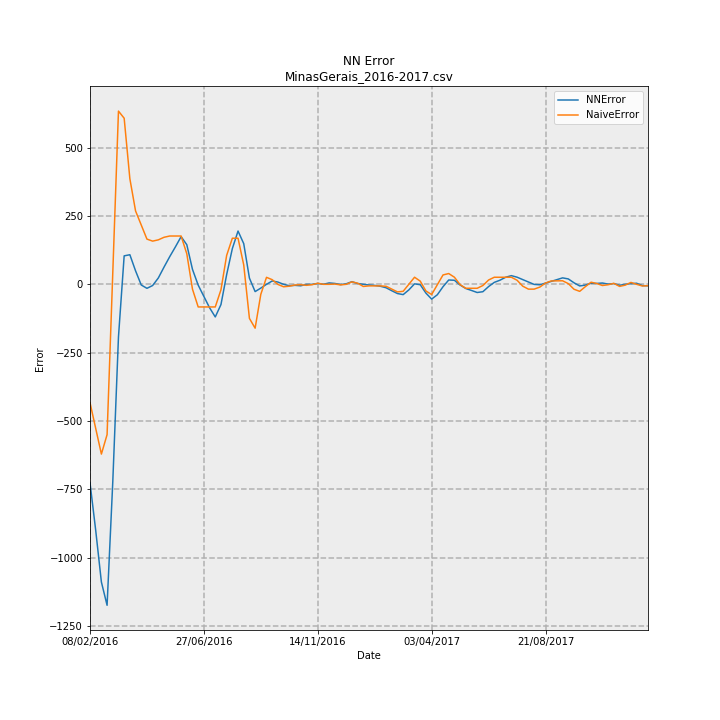 NN Error
MinasGerais_2016-2017.csv
NNError
NaiveError
500
250
0
−250
−500
−750
−1000
−1250
Error
08/02/2016 27/06/2016 14/11/2016 03/04/2017 21/08/2017
Date